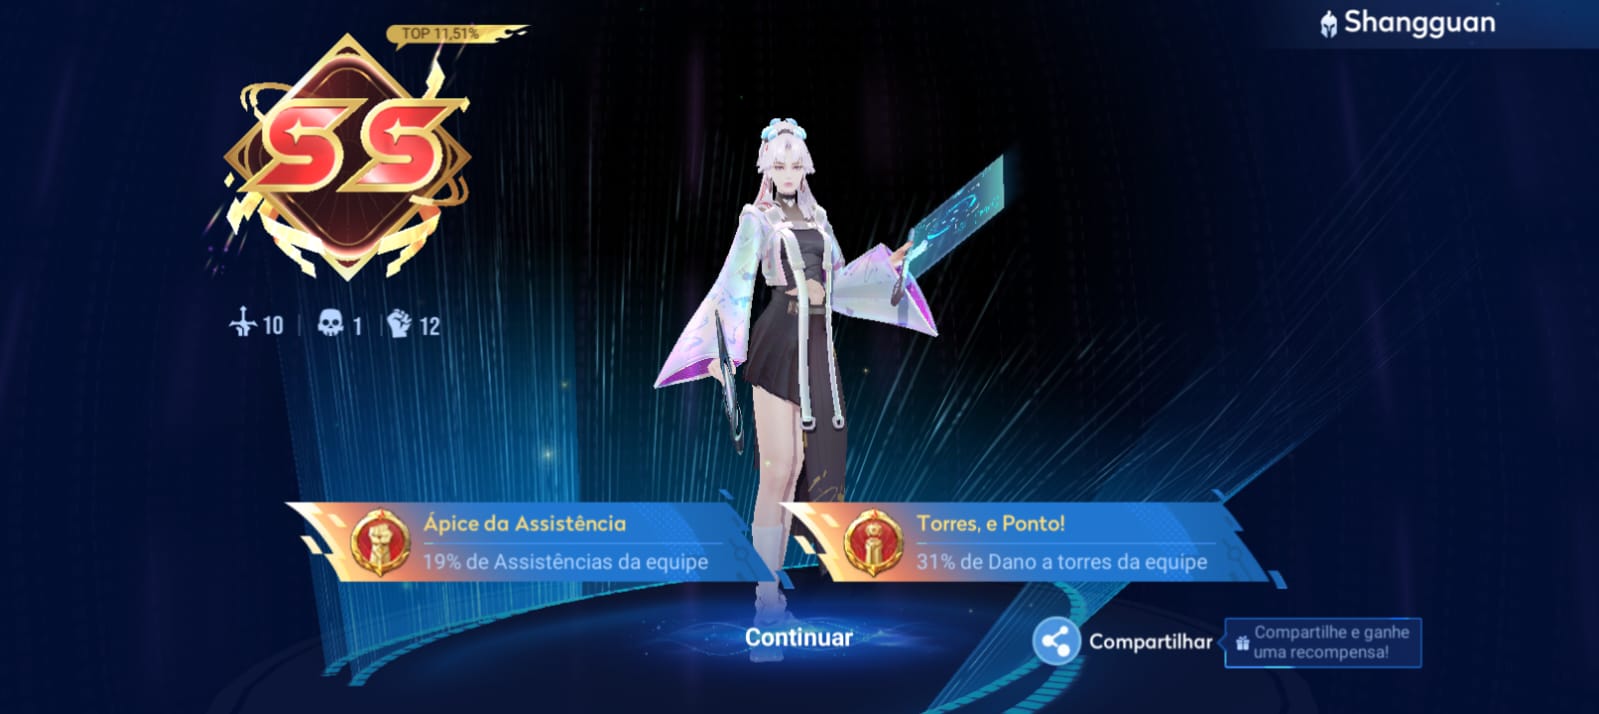 TOP 11,51%
Shangguan
SS
10 | 1 | 12
Ápice da Assistência
19% de Assistências da equipe
Torres, e Ponto!
31% de Dano a torres da equipe
Continuar
Compartilhar
Compartilhe e ganhe
uma recompensa!